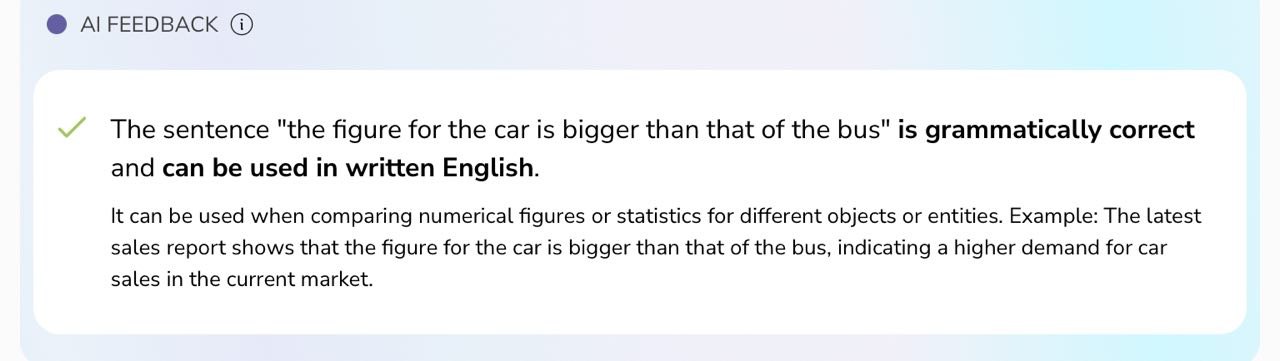 AI FEEDBACK
The sentence "the figure for the car is bigger than that of the bus" is grammatically correct
and can be used in written English.
It can be used when comparing numerical figures or statistics for different objects or entities. Example: The latest
sales report shows that the figure for the car is bigger than that of the bus, indicating a higher demand for car
sales in the current market.